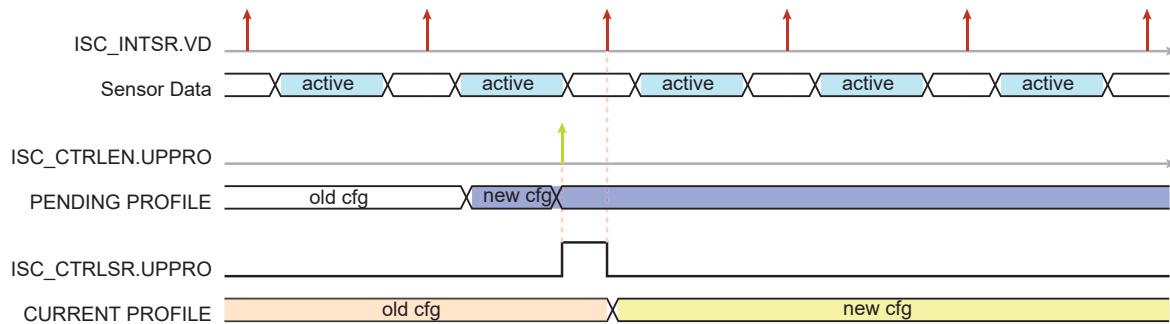 ISC_INTSR.VD
Sensor Data active active active active active
ISC_CTRLEN.UPPRO
PENDING PROFILE old cfg new cfg
ISC_CTRLSR.UPPRO
CURRENT PROFILE old cfg new cfg